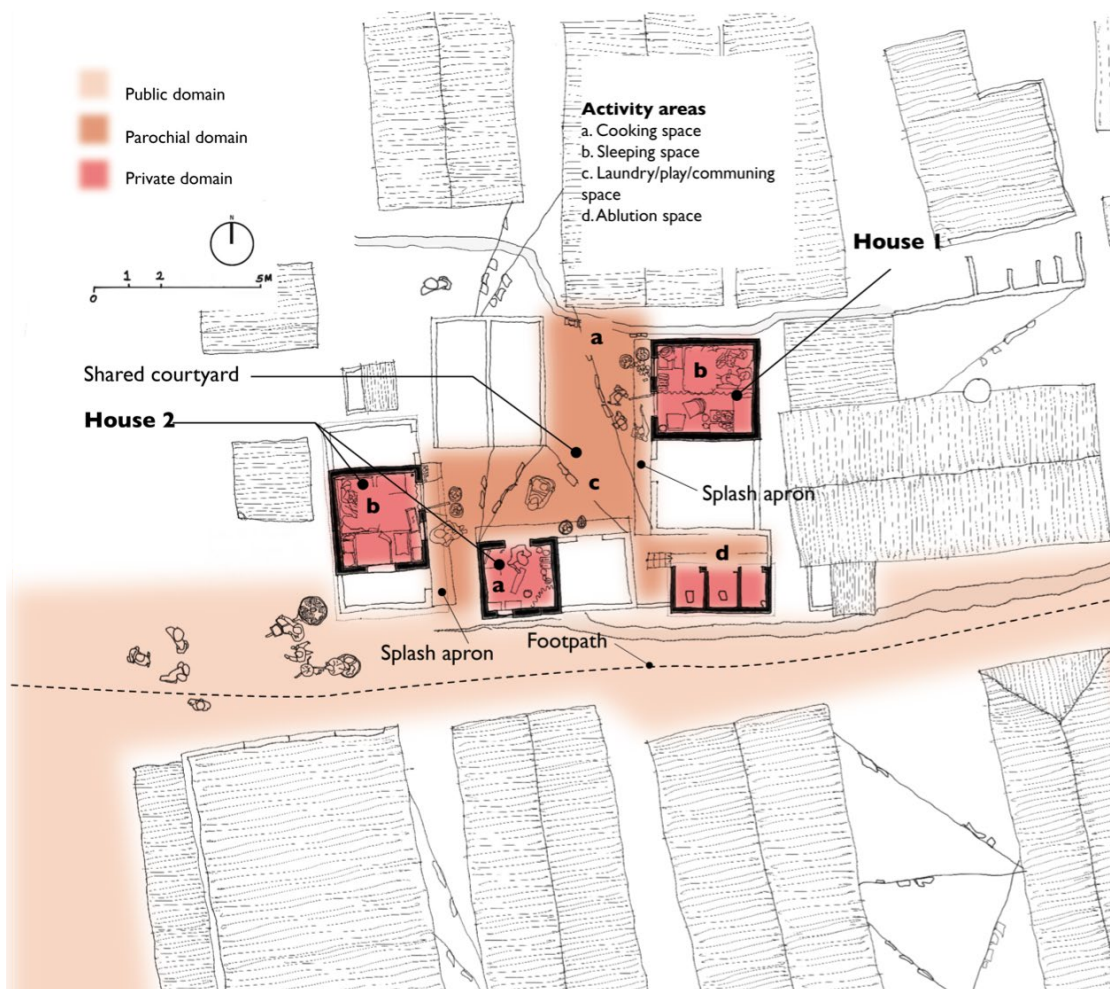 Public domain
Parochial domain
Private domain
N
0 1 2 5M
Activity areas
a. Cooking space
b. Sleeping space
c. Laundry/play/communing
space
d. Ablution space
House 1
a
b
Shared courtyard
House 2
b
c
Splash apron
d
a
Splash apron
Footpath